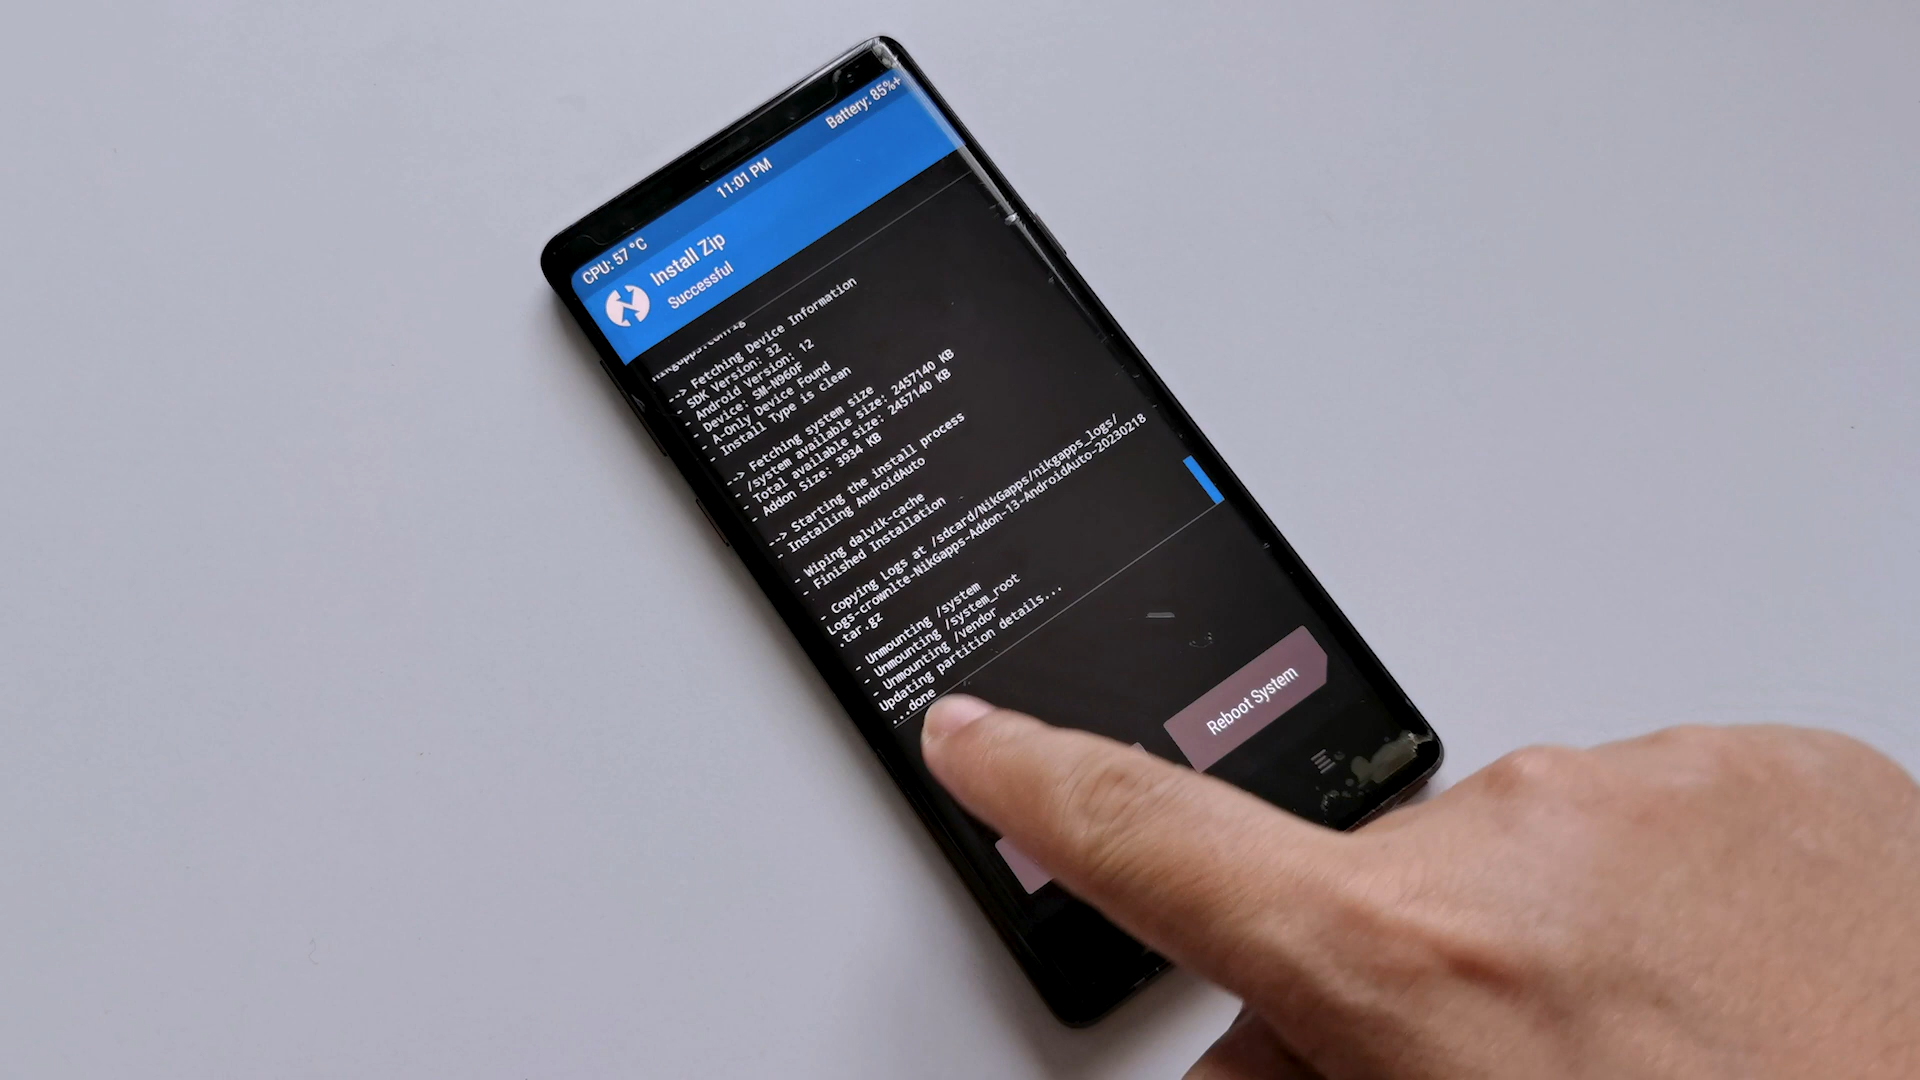 CPU: 57 °C
11:01 PM
Battery: 85%+
Install Zip
Successful
--> Fetching Device Information
- SDK Version: 32
- Android Version: 12
- Device: SM-N960F
- A-Only Device Found
- Install Type is clean
--> Fetching system size
- /system available size: 2457140 KB
- Total available size: 2457140 KB
- Addon Size: 3934 KB
--> Starting the install process
- Installing AndroidAuto
- Wiping dalvik-cache
- Finished Installation
- Copying Logs at /sdcard/NikGapps/nikgapps_logs/
Logs-crownlte-NikGapps-Addon-13-AndroidAuto-20230218
.tar.gz
- Unmounting /system
- Unmounting /system_root
- Unmounting /vendor
Updating partition details...
...done
Reboot System